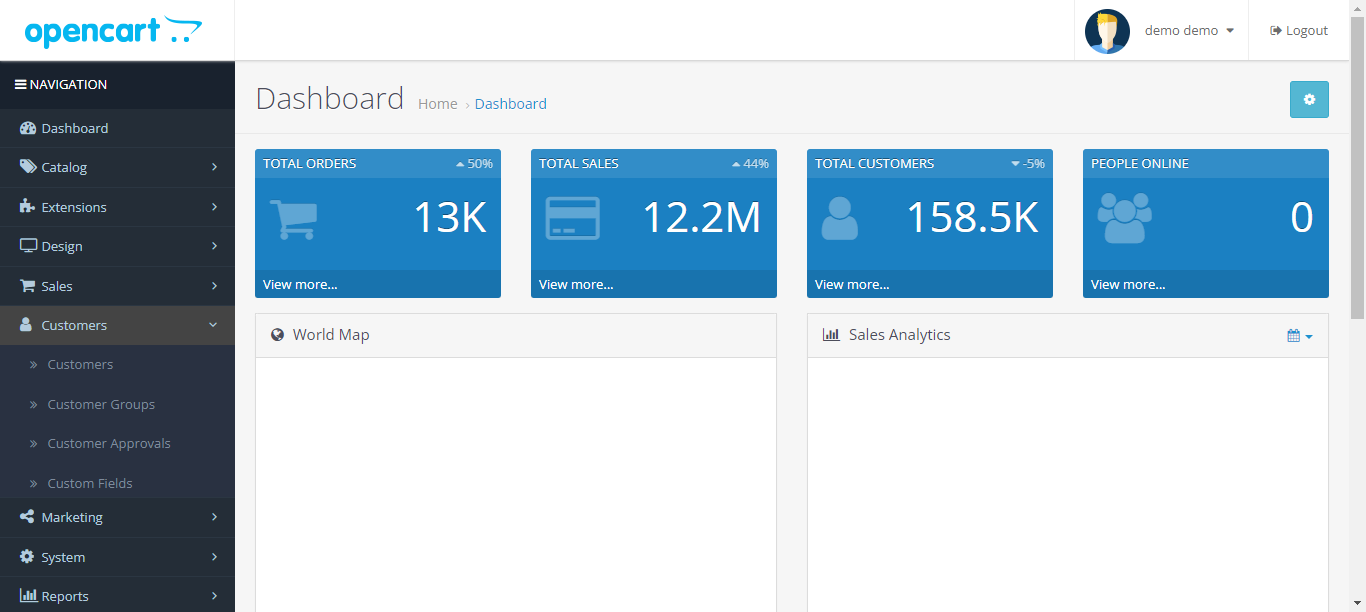 opencart
demo demo
Logout
NAVIGATION
Dashboard
Catalog
Extensions
Design
Sales
Customers
Customers
Customer Groups
Customer Approvals
Custom Fields
Marketing
System
Reports
Dashboard
Home › Dashboard
TOTAL ORDERS 50%
13K
View more...
TOTAL SALES 44%
12.2M
View more...
TOTAL CUSTOMERS -5%
158.5K
View more...
PEOPLE ONLINE
0
View more...
World Map
Sales Analytics